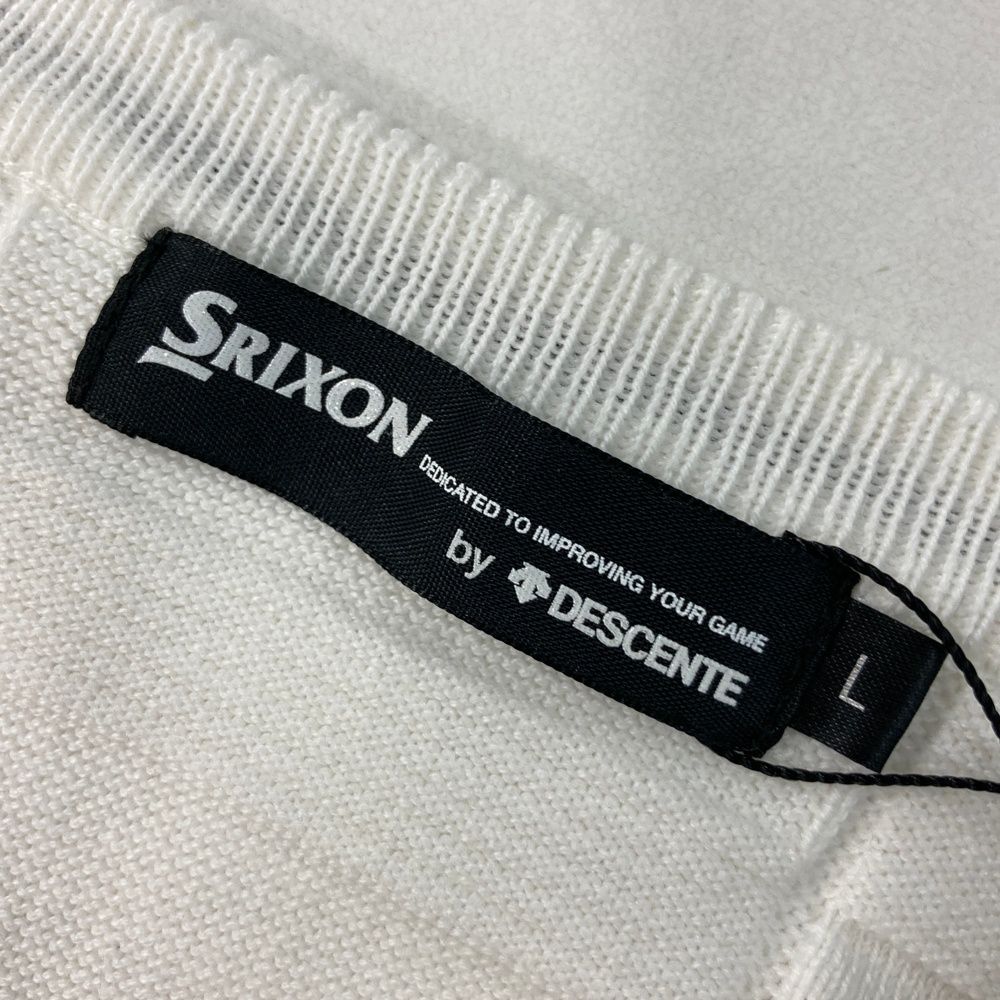 SRIXON
DEDICATED TO IMPROVING YOUR GAME
by DESCENTE
L